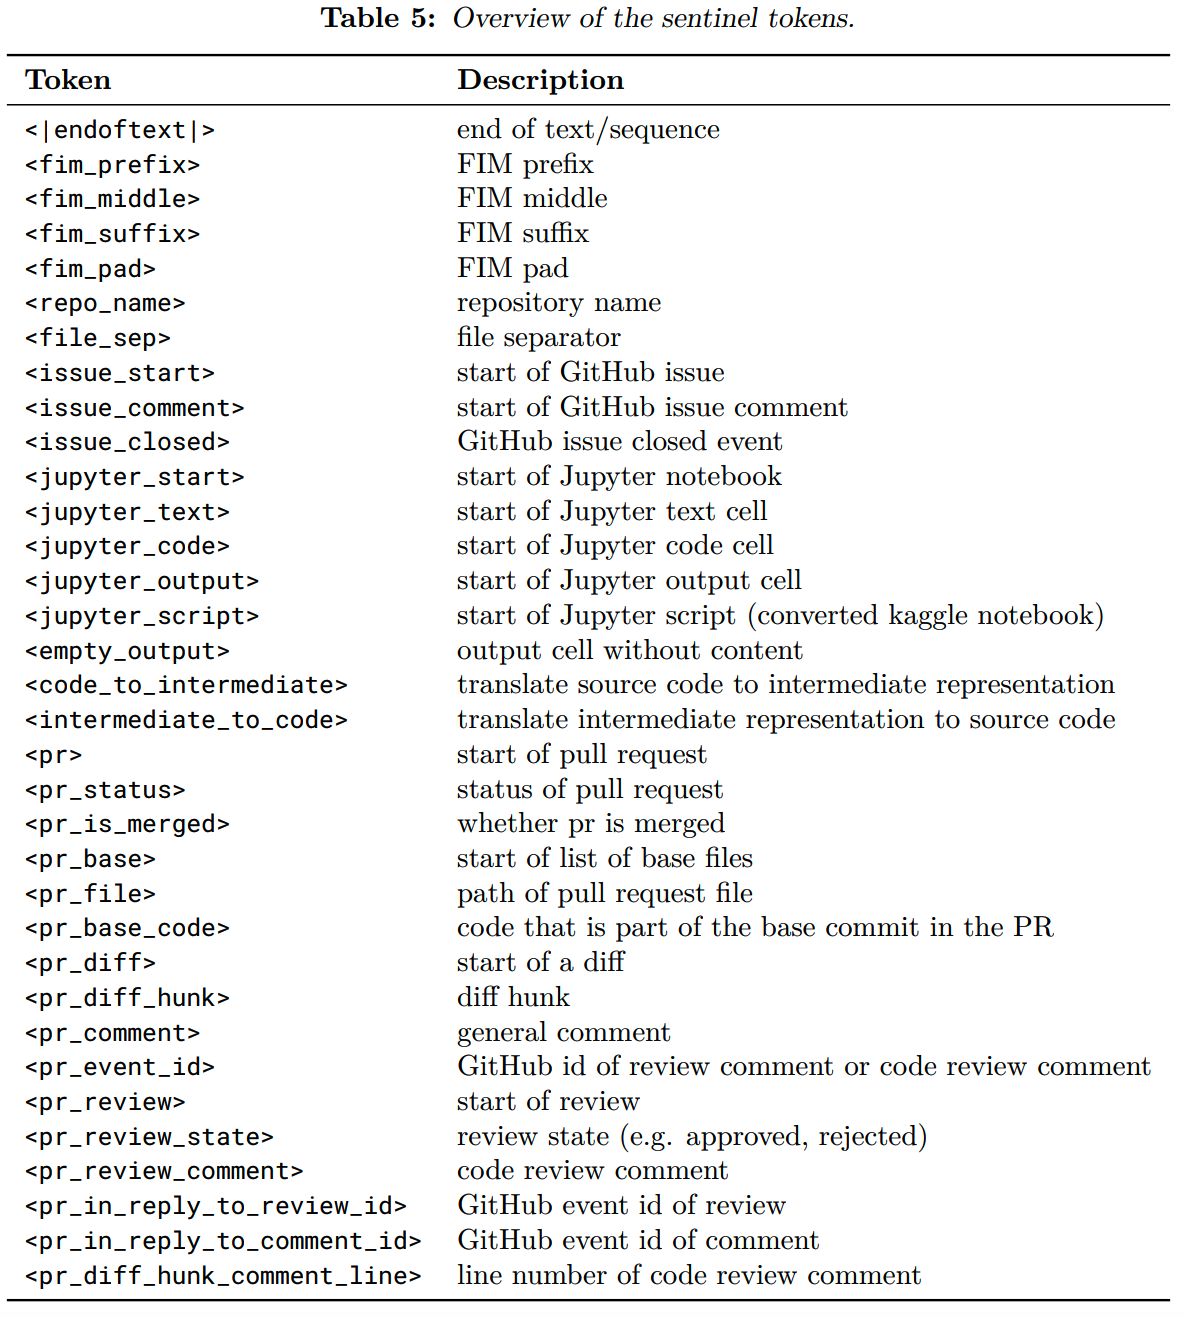 Table 5: Overview of the sentinel tokens.
Token Description
<|endoftext|> end of text/sequence
<fim_prefix> FIM prefix
<fim_middle> FIM middle
<fim_suffix> FIM suffix
<fim_pad> FIM pad
<repo_name> repository name
<file_sep> file separator
<issue_start> start of GitHub issue
<issue_comment> start of GitHub issue comment
<issue_closed> GitHub issue closed event
<jupyter_start> start of Jupyter notebook
<jupyter_text> start of Jupyter text cell
<jupyter_code> start of Jupyter code cell
<jupyter_output> start of Jupyter output cell
<jupyter_script> start of Jupyter script (converted kaggle notebook)
<empty_output> output cell without content
<code_to_intermediate> translate source code to intermediate representation
<intermediate_to_code> translate intermediate representation to source code
<pr> start of pull request
<pr_status> status of pull request
<pr_is_merged> whether pr is merged
<pr_base> start of list of base files
<pr_file> path of pull request file
<pr_base_code> code that is part of the base commit in the PR
<pr_diff> start of a diff
<pr_diff_hunk> diff hunk
<pr_comment> general comment
<pr_event_id> GitHub id of review comment or code review comment
<pr_review> start of review
<pr_review_state> review state (e.g. approved, rejected)
<pr_review_comment> code review comment
<pr_in_reply_to_review_id> GitHub event id of review
<pr_in_reply_to_comment_id> GitHub event id of comment
<pr_diff_hunk_comment_line> line number of code review comment